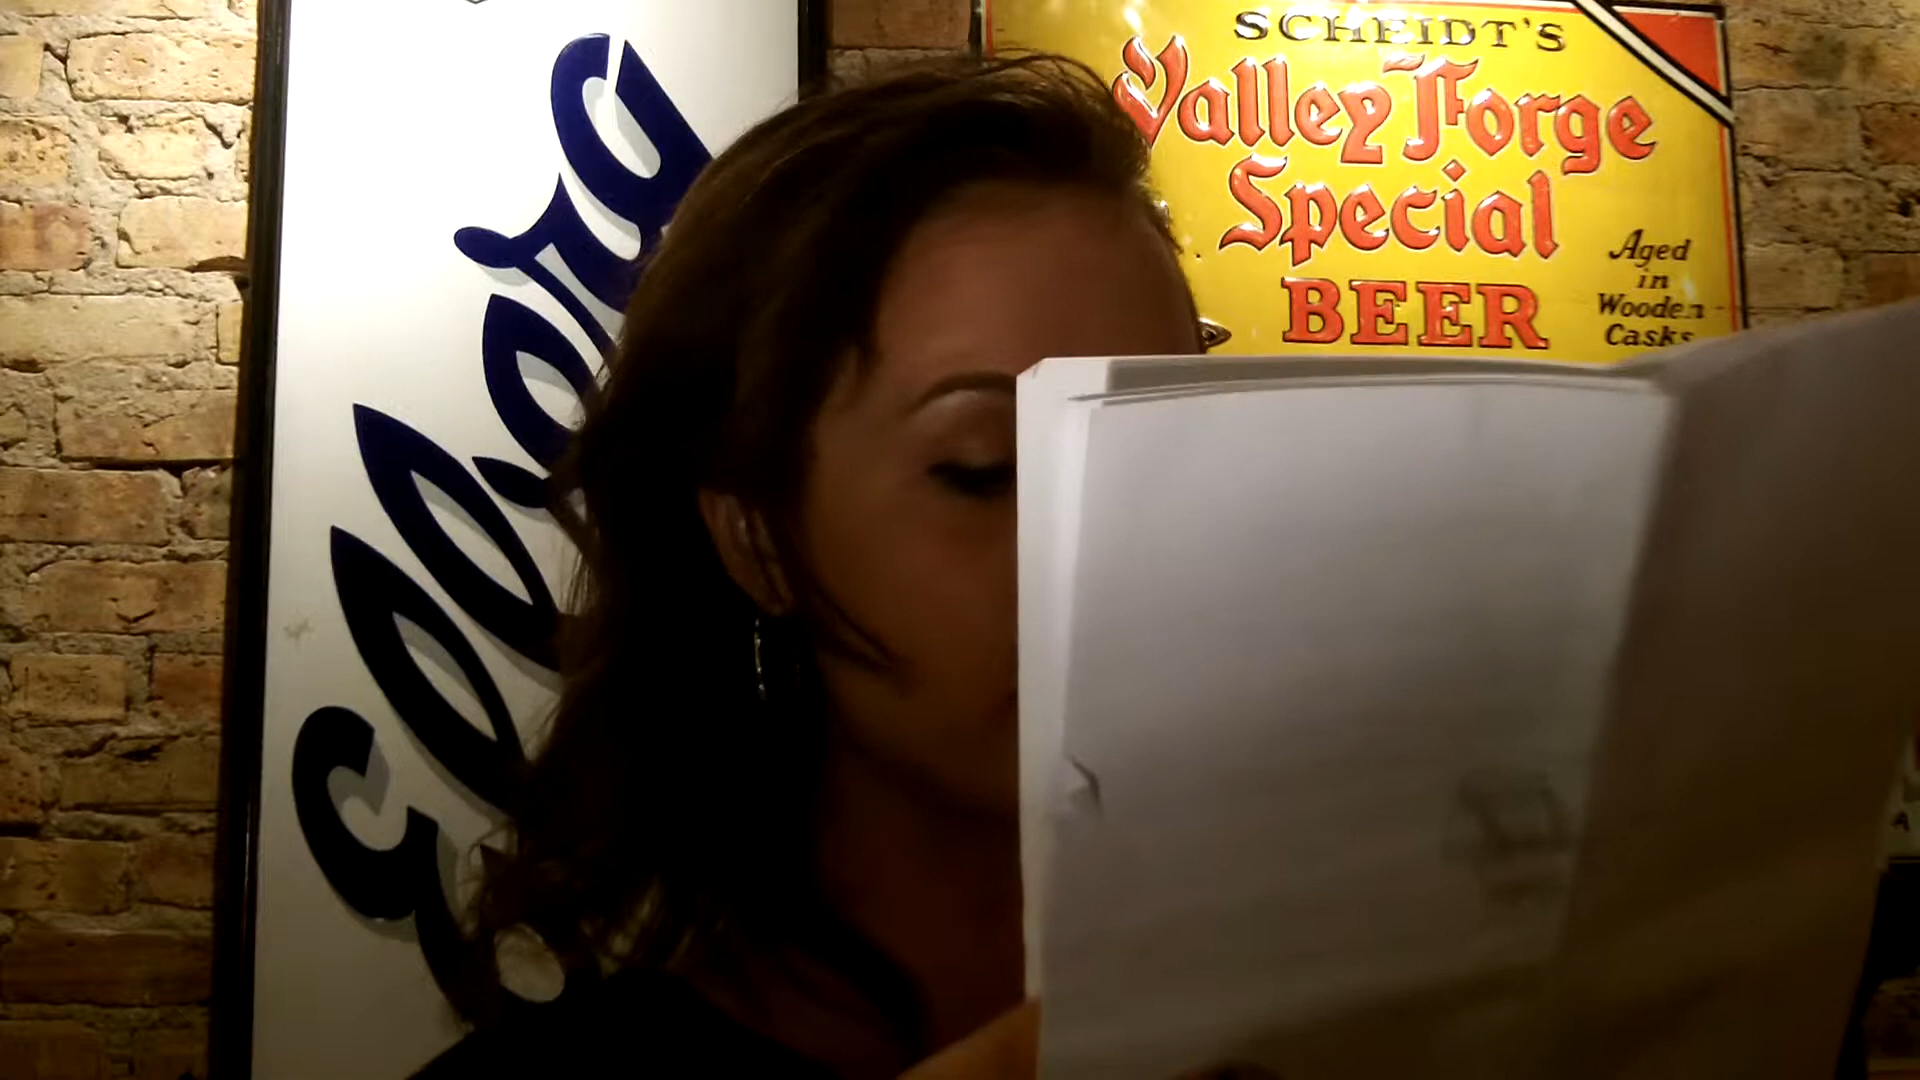 SCHEIDT'S
Valley Forge
Special
BEER
Aged
in
Wooden
Casks
A